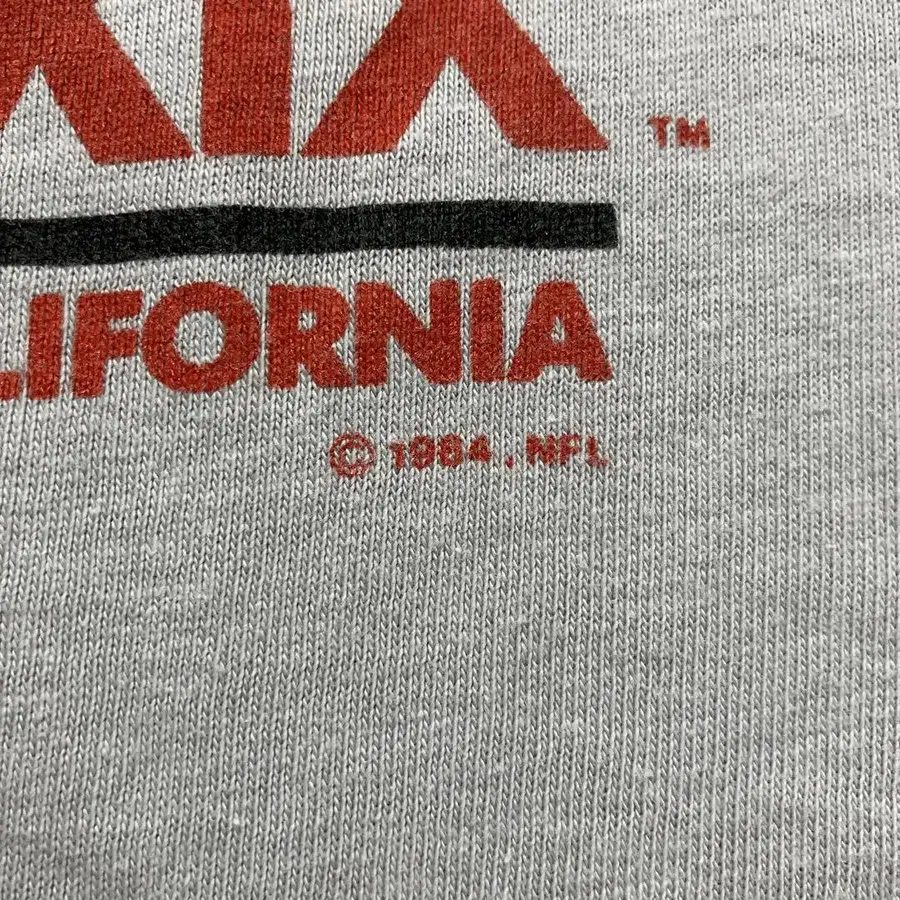 XIX ™
LIFORNIA
© 1984, NFL